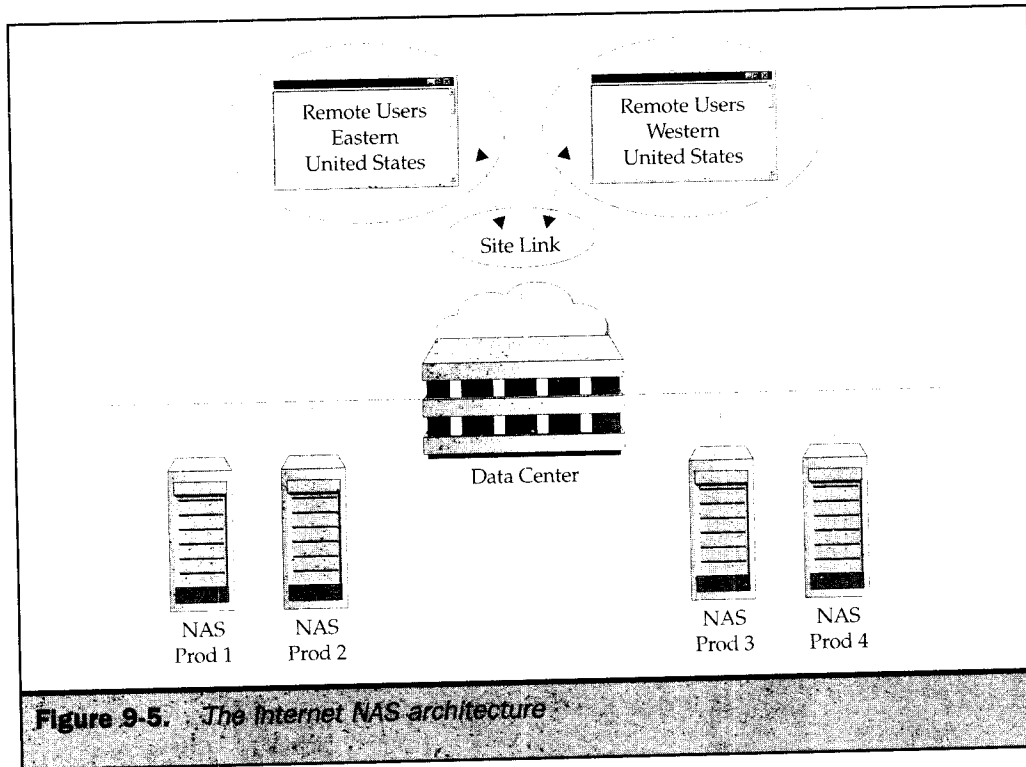 Remote Users
Eastern
United States
Remote Users
Western
United States
Site Link
Data Center
NAS
Prod 1
NAS
Prod 2
NAS
Prod 3
NAS
Prod 4
Figure 9-5. The Internet NAS architecture